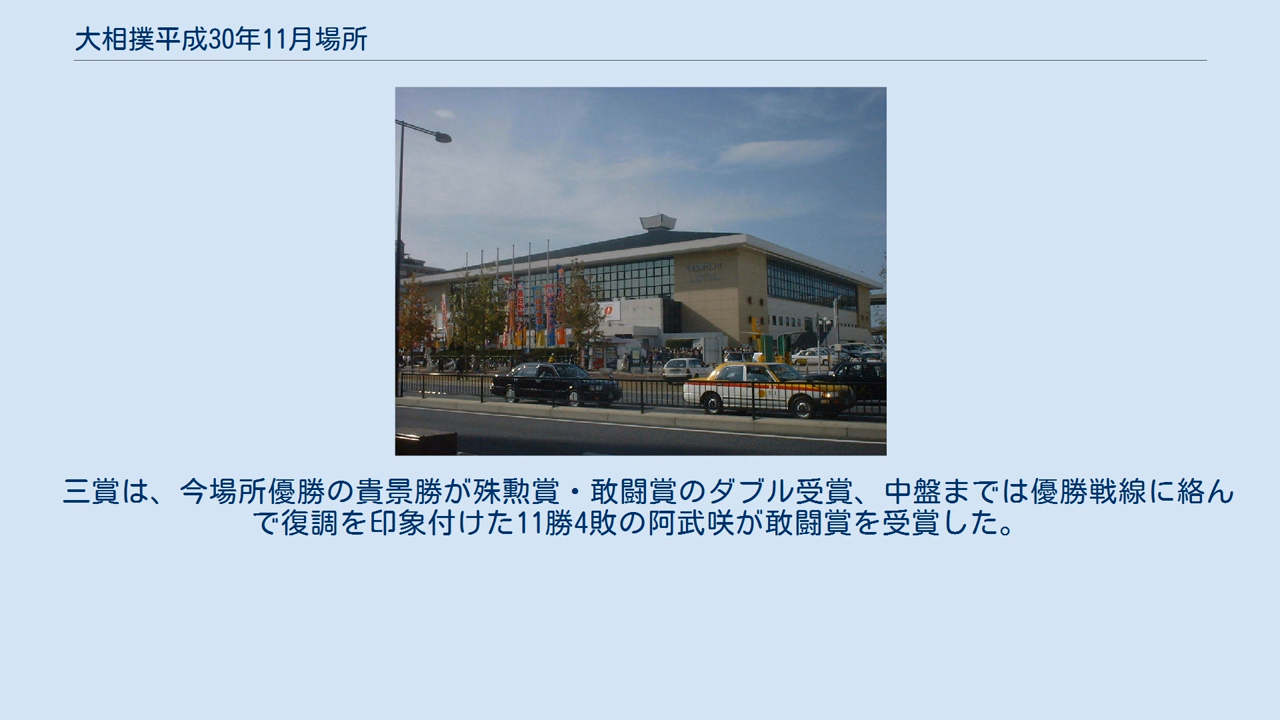 大相撲平成30年11月場所
三賞は、今場所優勝の貴景勝が殊勲賞・敢闘賞のダブル受賞、中盤までは優勝戦線に絡ん
で復調を印象付けた11勝4敗の阿武咲が敢闘賞を受賞した。